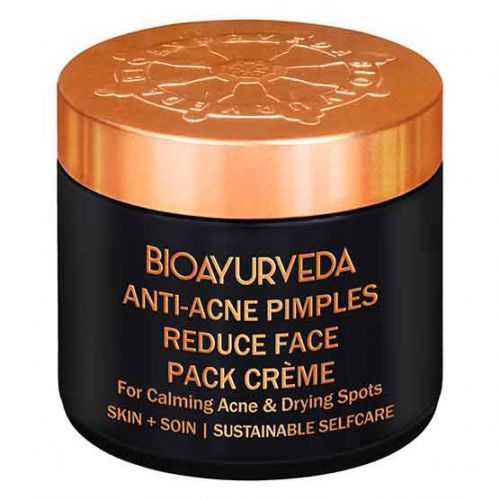 BIOAYURVEDA
ANTI-ACNE PIMPLES
REDUCE FACE
PACK CRÈME
For Calming Acne & Drying Spots
SKIN + SOIN | SUSTAINABLE SELFCARE